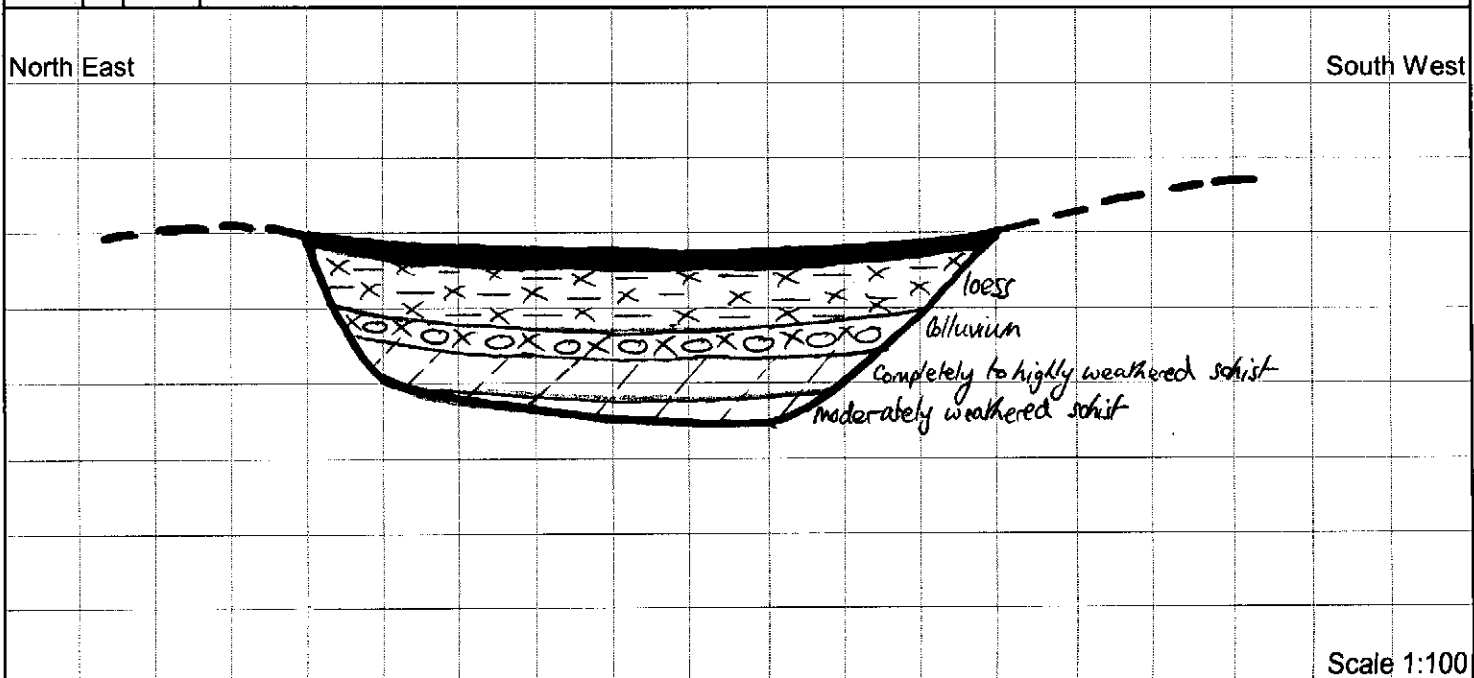 North East
South West
loess
Colluvium
Completely to highly weathered schist
moderately weathered schist
Scale 1:100